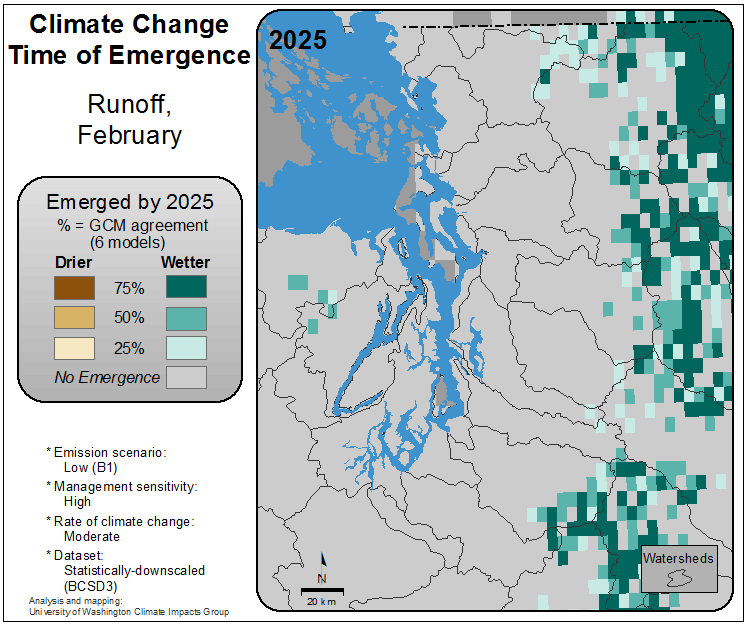 Climate Change
Time of Emergence
Runoff,
February
Emerged by 2025
% = GCM agreement
(6 models)
Drier Wetter
75%
50%
25%
No Emergence
* Emission scenario:
Low (B1)
* Management sensitivity:
High
* Rate of climate change:
Moderate
* Dataset:
Statistically-downscaled
(BCSD3)
Analysis and mapping:
University of Washington Climate Impacts Group
2025
N
20 km
Watersheds